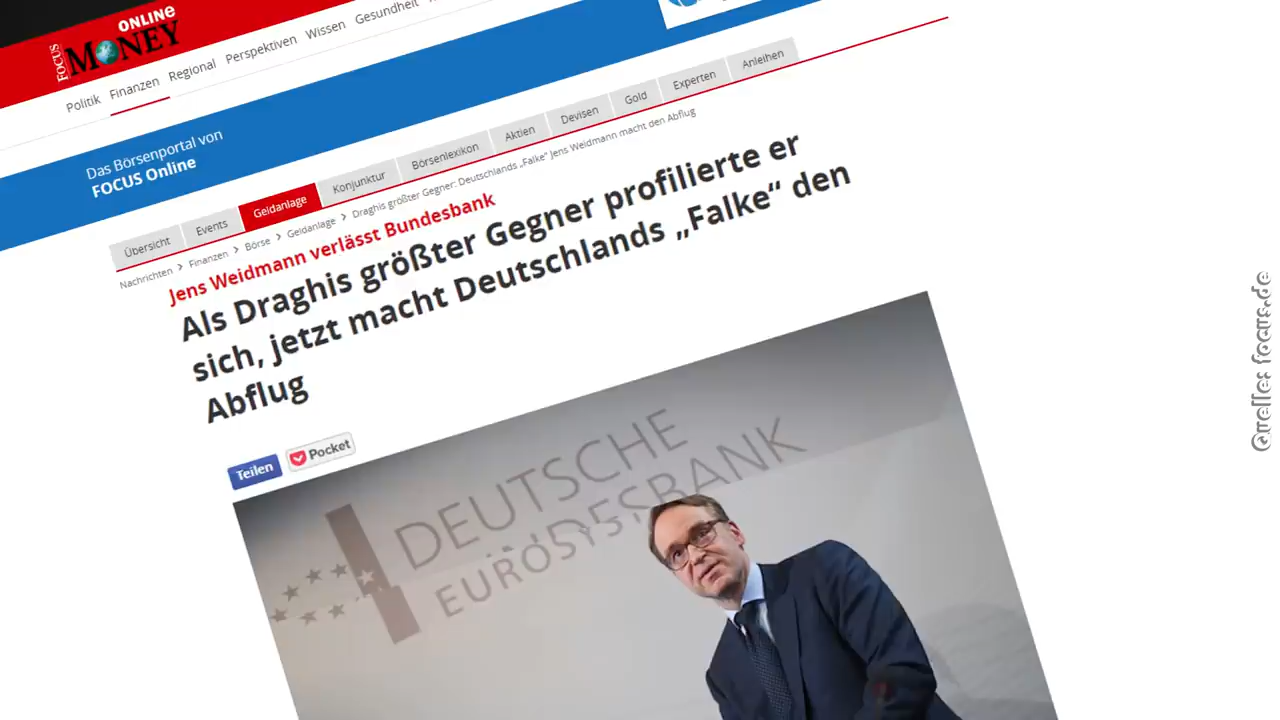 FOCUS
ONLINE
MONEY
Politik Finanzen Regional Perspektiven Wissen Gesundheit
Das Börsenportal von
FOCUS Online
Übersicht Events Geldanlage Konjunktur Börsenlexikon Aktien Devisen Gold Experten Anleihen
Nachrichten > Finanzen > Börse > Geldanlage > Draghis größter Gegner: Deutschlands „Falke“ Jens Weidmann macht den Abflug
Jens Weidmann verlässt Bundesbank
Als Draghis größter Gegner profilierte er
sich, jetzt macht Deutschlands „Falke“ den
Abflug
Teilen Pocket
DEUTSCHE
BANK
Quelle: focus.de